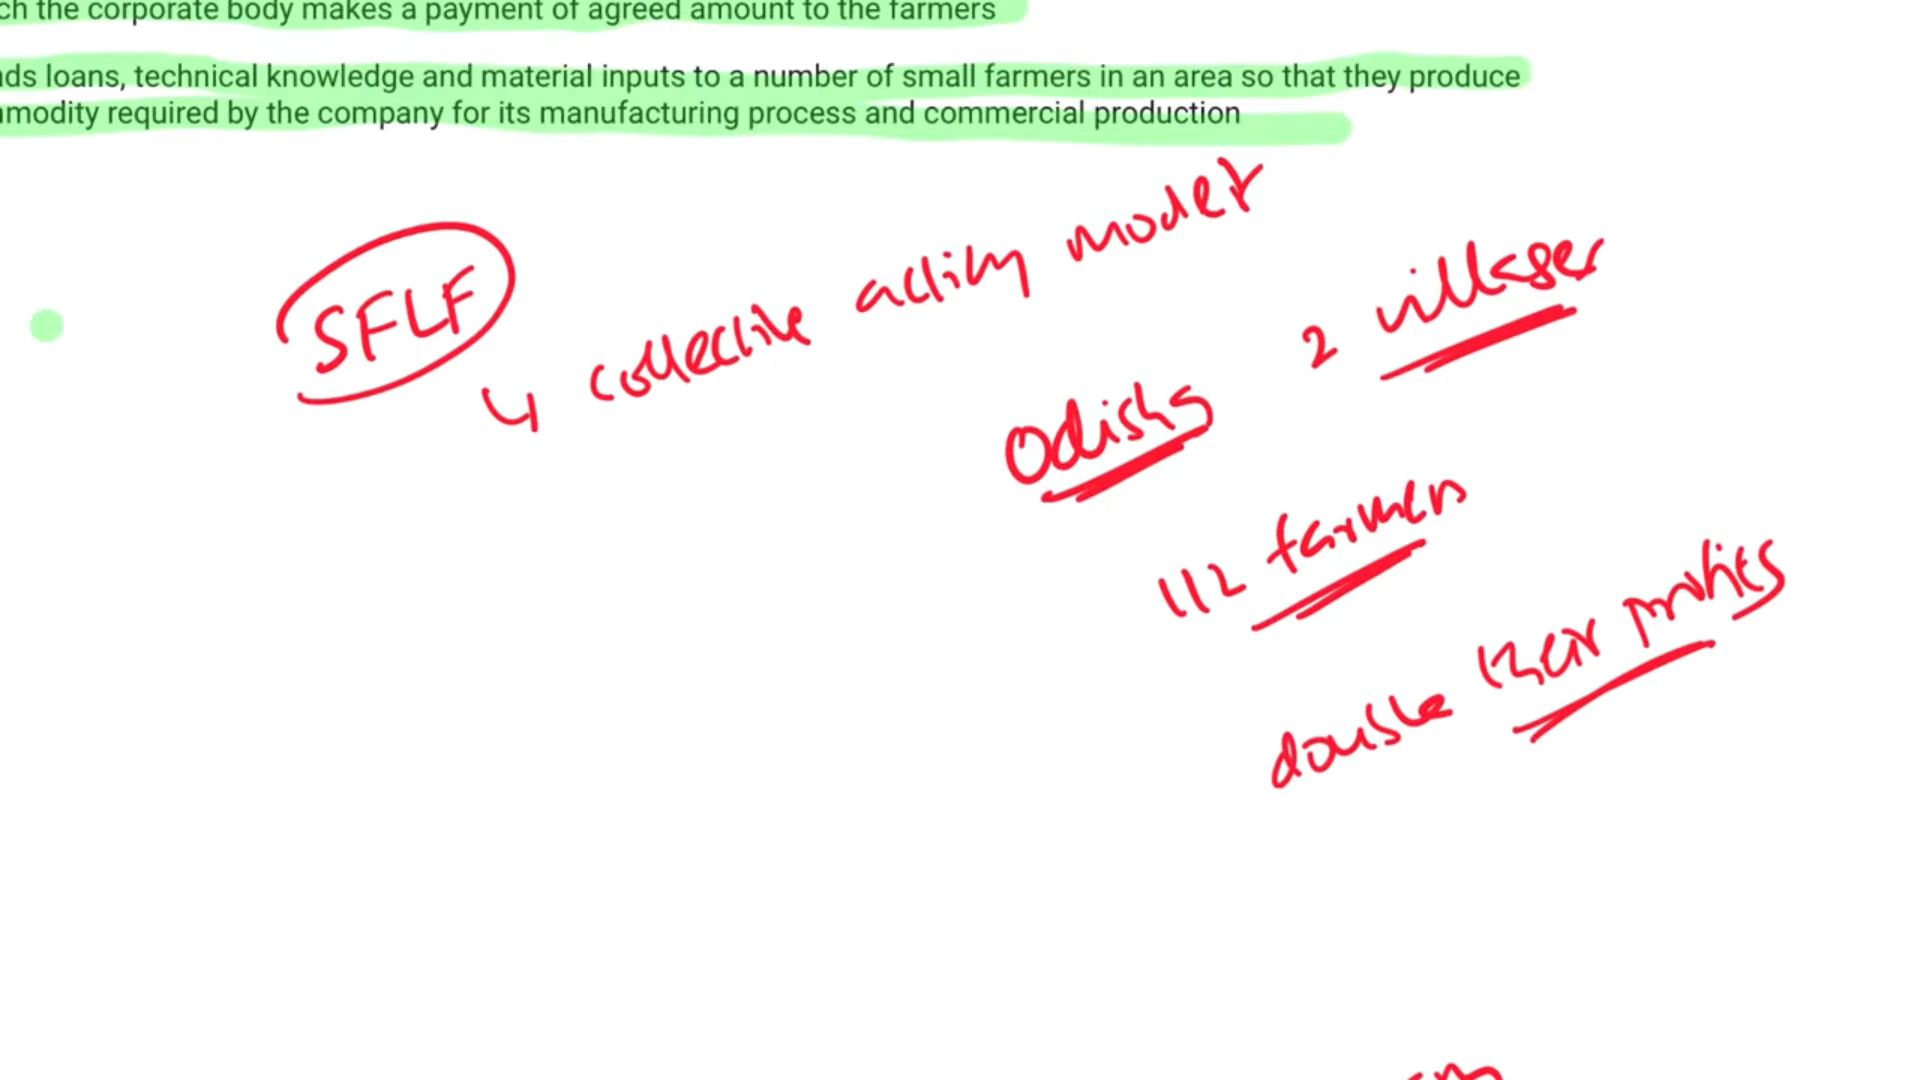 ch the corporate body makes a payment of agreed amount to the farmers
nds loans, technical knowledge and material inputs to a number of small farmers in an area so that they produce
mmodity required by the company for its manufacturing process and commercial production
SFLF
collective activity model
2 villages
Odisha
112 farmers
double their profits